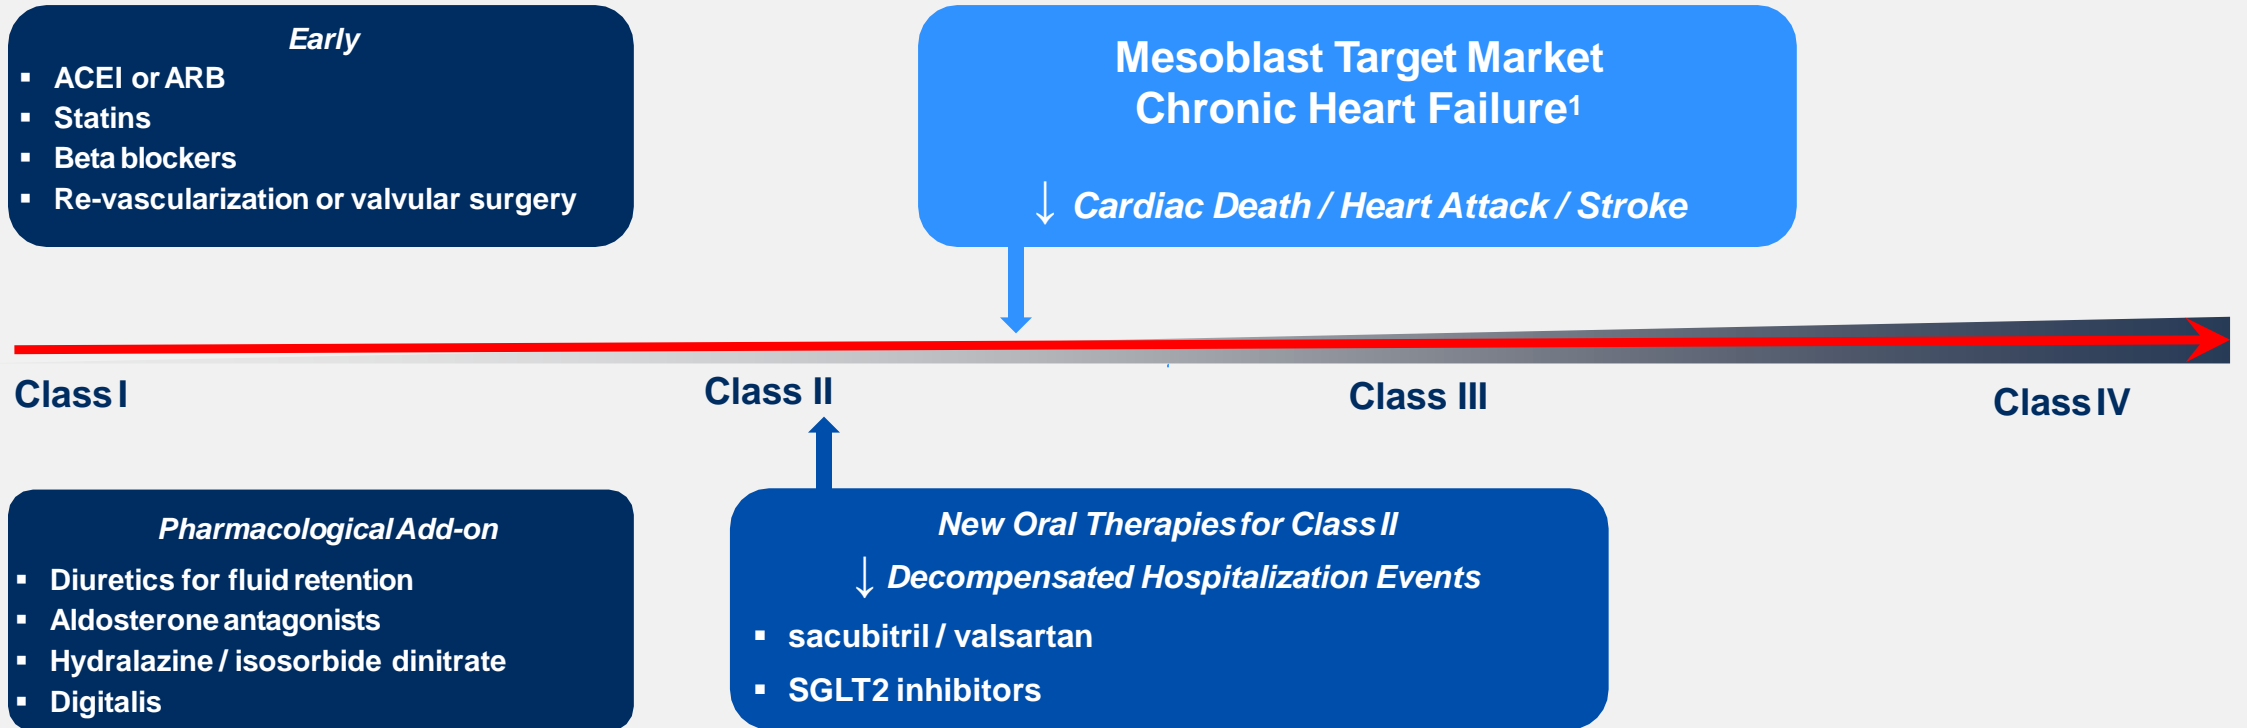 Early
▪ ACEI or ARB
▪ Statins
▪ Beta blockers
▪ Re-vascularization or valvular surgery
Mesoblast Target Market
Chronic Heart Failure¹
↓ Cardiac Death / Heart Attack / Stroke
Class I
Class II
Class III
Class IV
Pharmacological Add-on
▪ Diuretics for fluid retention
▪ Aldosterone antagonists
▪ Hydralazine / isosorbide dinitrate
▪ Digitalis
New Oral Therapies for Class II
↓ Decompensated Hospitalization Events
▪ sacubitril / valsartan
▪ SGLT2 inhibitors